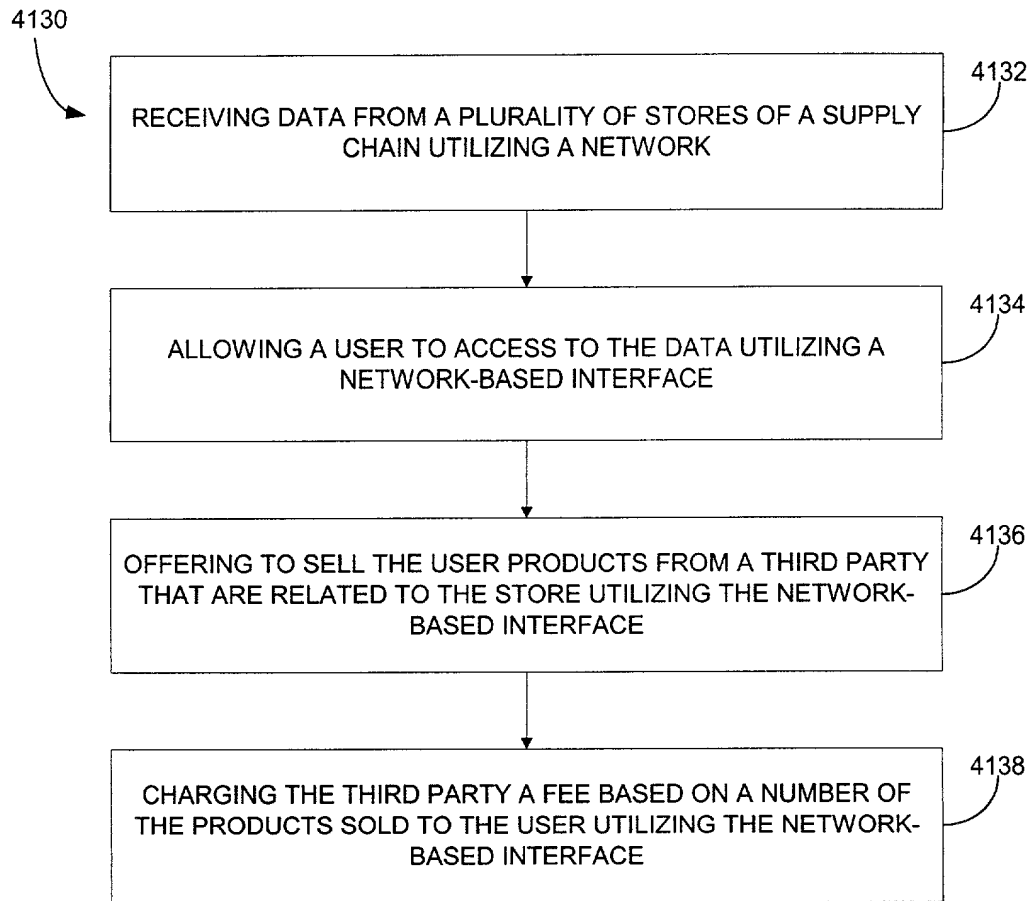 4130
4132
RECEIVING DATA FROM A PLURALITY OF STORES OF A SUPPLY
CHAIN UTILIZING A NETWORK
4134
ALLOWING A USER TO ACCESS TO THE DATA UTILIZING A
NETWORK-BASED INTERFACE
4136
OFFERING TO SELL THE USER PRODUCTS FROM A THIRD PARTY
THAT ARE RELATED TO THE STORE UTILIZING THE NETWORK-
BASED INTERFACE
4138
CHARGING THE THIRD PARTY A FEE BASED ON A NUMBER OF
THE PRODUCTS SOLD TO THE USER UTILIZING THE NETWORK-
BASED INTERFACE